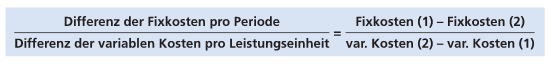 Differenz der Fixkosten pro Periode
Differenz der variablen Kosten pro Leistungseinheit
=
Fixkosten (1) – Fixkosten (2)
var. Kosten (2) – var. Kosten (1)